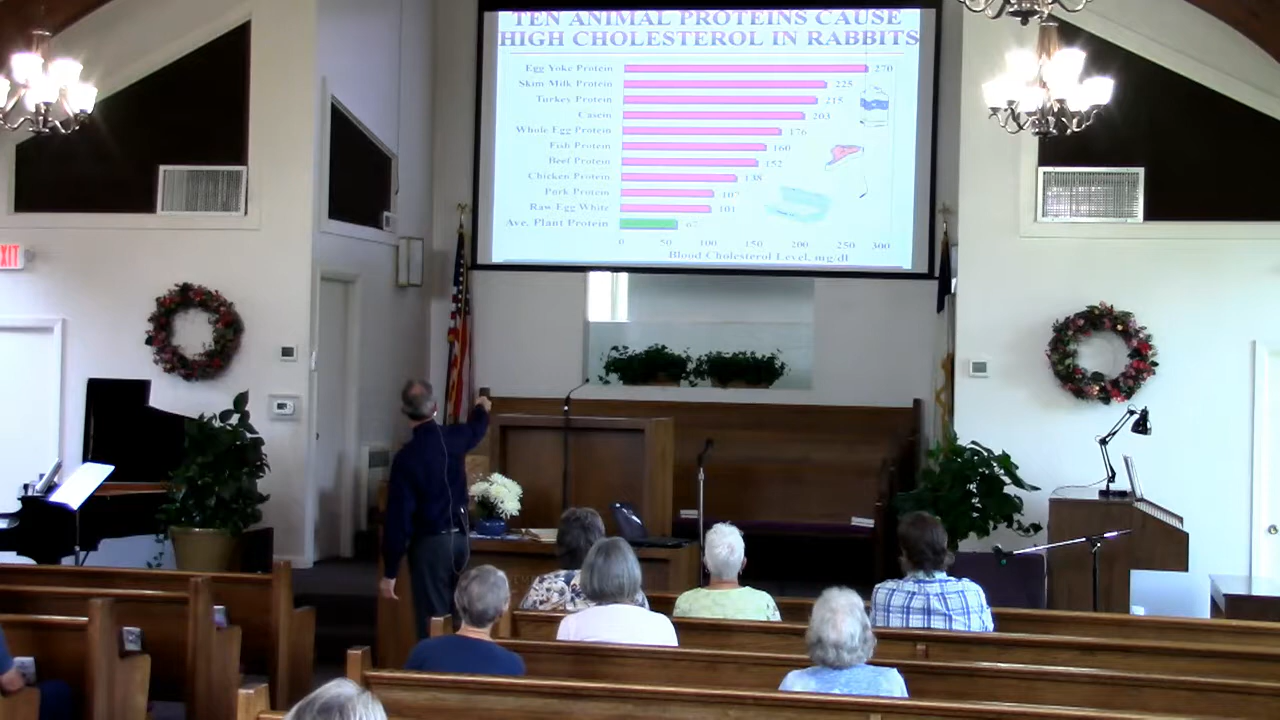 TEN ANIMAL PROTEINS CAUSE
HIGH CHOLESTEROL IN RABBITS
Egg Yoke Protein 270
Skim Milk Protein 225
Turkey Protein 215
Casein 203
Whole Egg Protein 176
Fish Protein 160
Beef Protein 152
Chicken Protein 138
Pork Protein 107
Raw Egg White 101
Ave. Plant Protein 67
0 50 100 150 200 250 300
Blood Cholesterol Level, mg/dl
EXIT